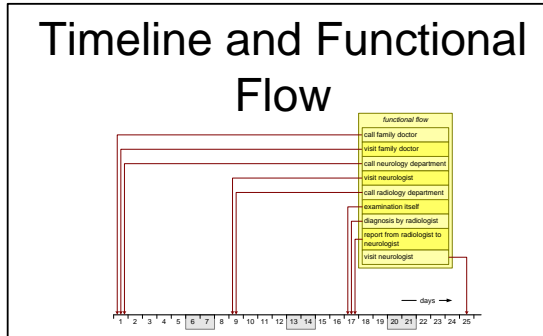 Timeline and Functional
Flow
functional flow
call family doctor
visit family doctor
call neurology department
visit neurologist
call radiology department
examination itself
diagnosis by radiologist
report from radiologist to
neurologist
visit neurologist
days
1 2 3 4 5 6 7 8 9 10 11 12 13 14 15 16 17 18 19 20 21 22 23 24 25